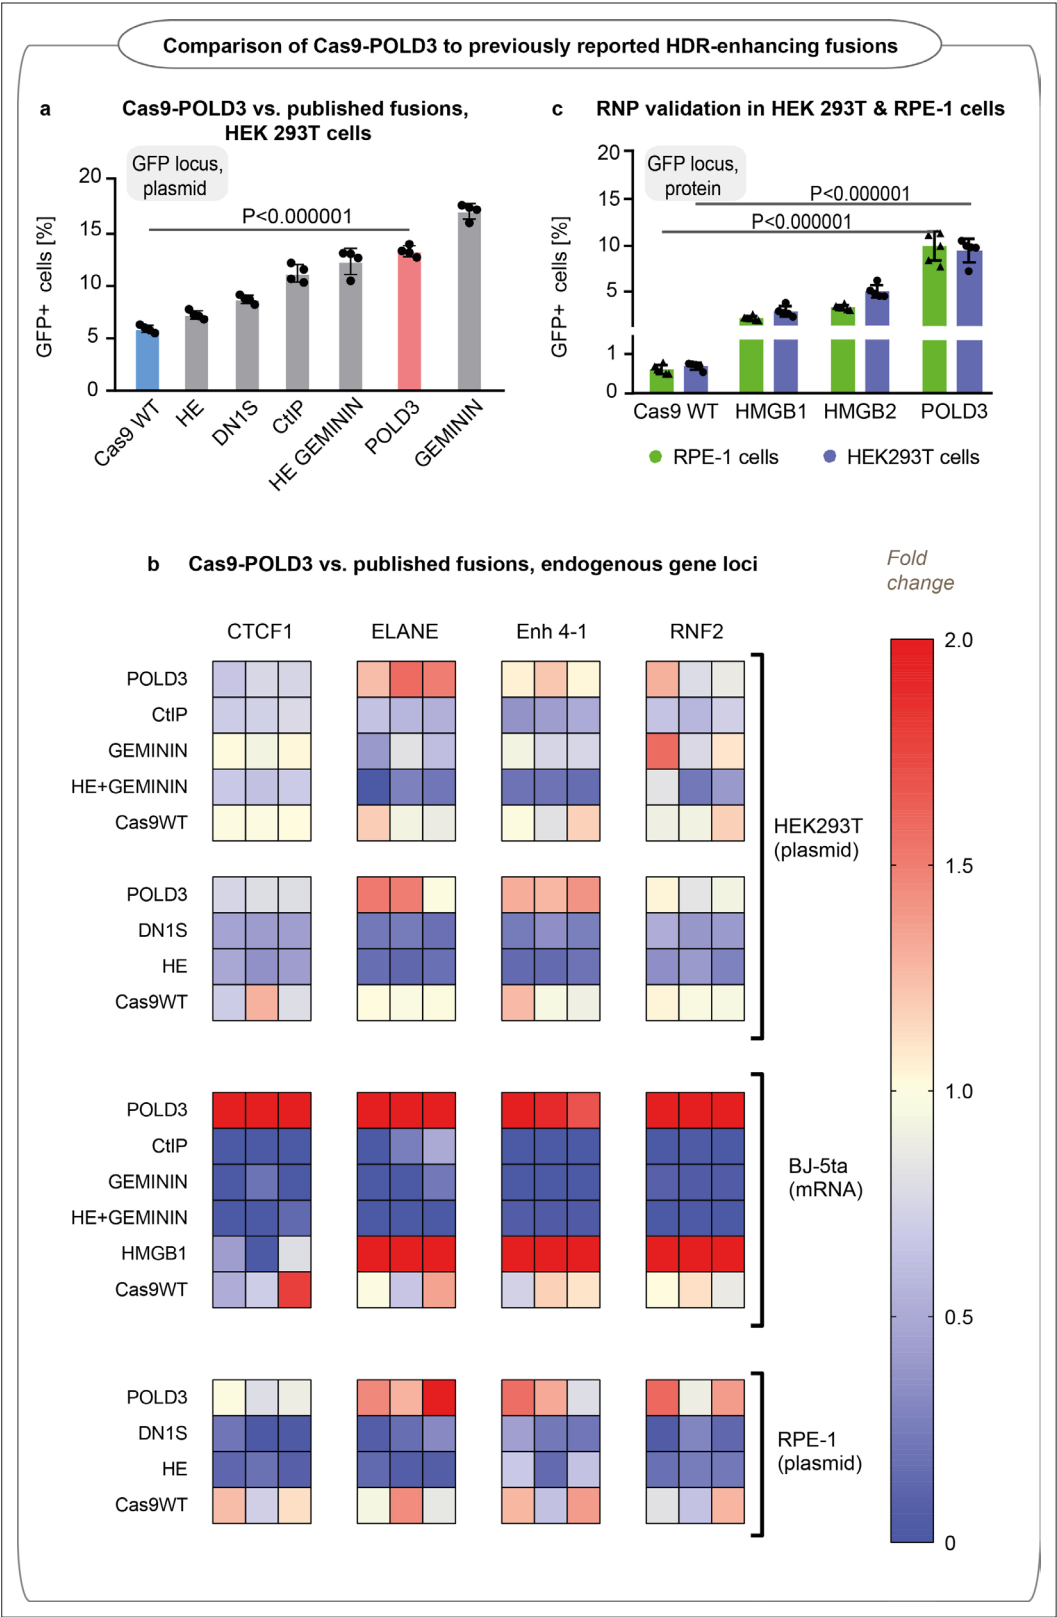 Comparison of Cas9-POLD3 to previously reported HDR-enhancing fusions
a
Cas9-POLD3 vs. published fusions,
HEK 293T cells
GFP locus,
plasmid
P<0.000001
GFP+ cells [%]
20
15
10
5
0
Cas9 WT
HE
DN1S
CtIP
HE GEMININ
POLD3
GEMININ
c
RNP validation in HEK 293T & RPE-1 cells
GFP locus,
protein
P<0.000001
P<0.000001
GFP+ cells [%]
20
15
10
5
1
0
Cas9 WT
HMGB1
HMGB2
POLD3
RPE-1 cells
HEK293T cells
b
Cas9-POLD3 vs. published fusions, endogenous gene loci
Fold
change
CTCF1
ELANE
Enh 4-1
RNF2
POLD3
CtIP
GEMININ
HE+GEMININ
Cas9WT
POLD3
DN1S
HE
Cas9WT
HEK293T
(plasmid)
POLD3
CtIP
GEMININ
HE+GEMININ
HMGB1
Cas9WT
BJ-5ta
(mRNA)
POLD3
DN1S
HE
Cas9WT
RPE-1
(plasmid)
2.0
1.5
1.0
0.5
0